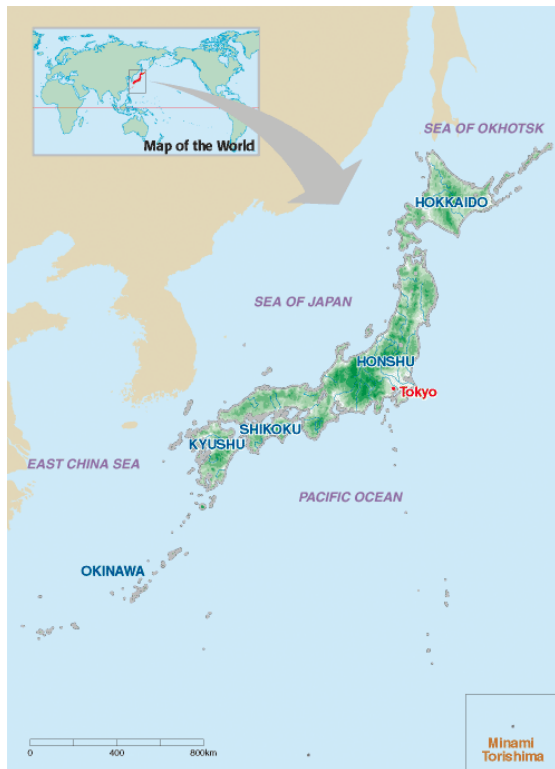 Map of the World
SEA OF OKHOTSK
HOKKAIDO
SEA OF JAPAN
HONSHU
Tokyo
SHIKOKU
KYUSHU
EAST CHINA SEA
PACIFIC OCEAN
OKINAWA
Minami
Torishima
0 400 800km